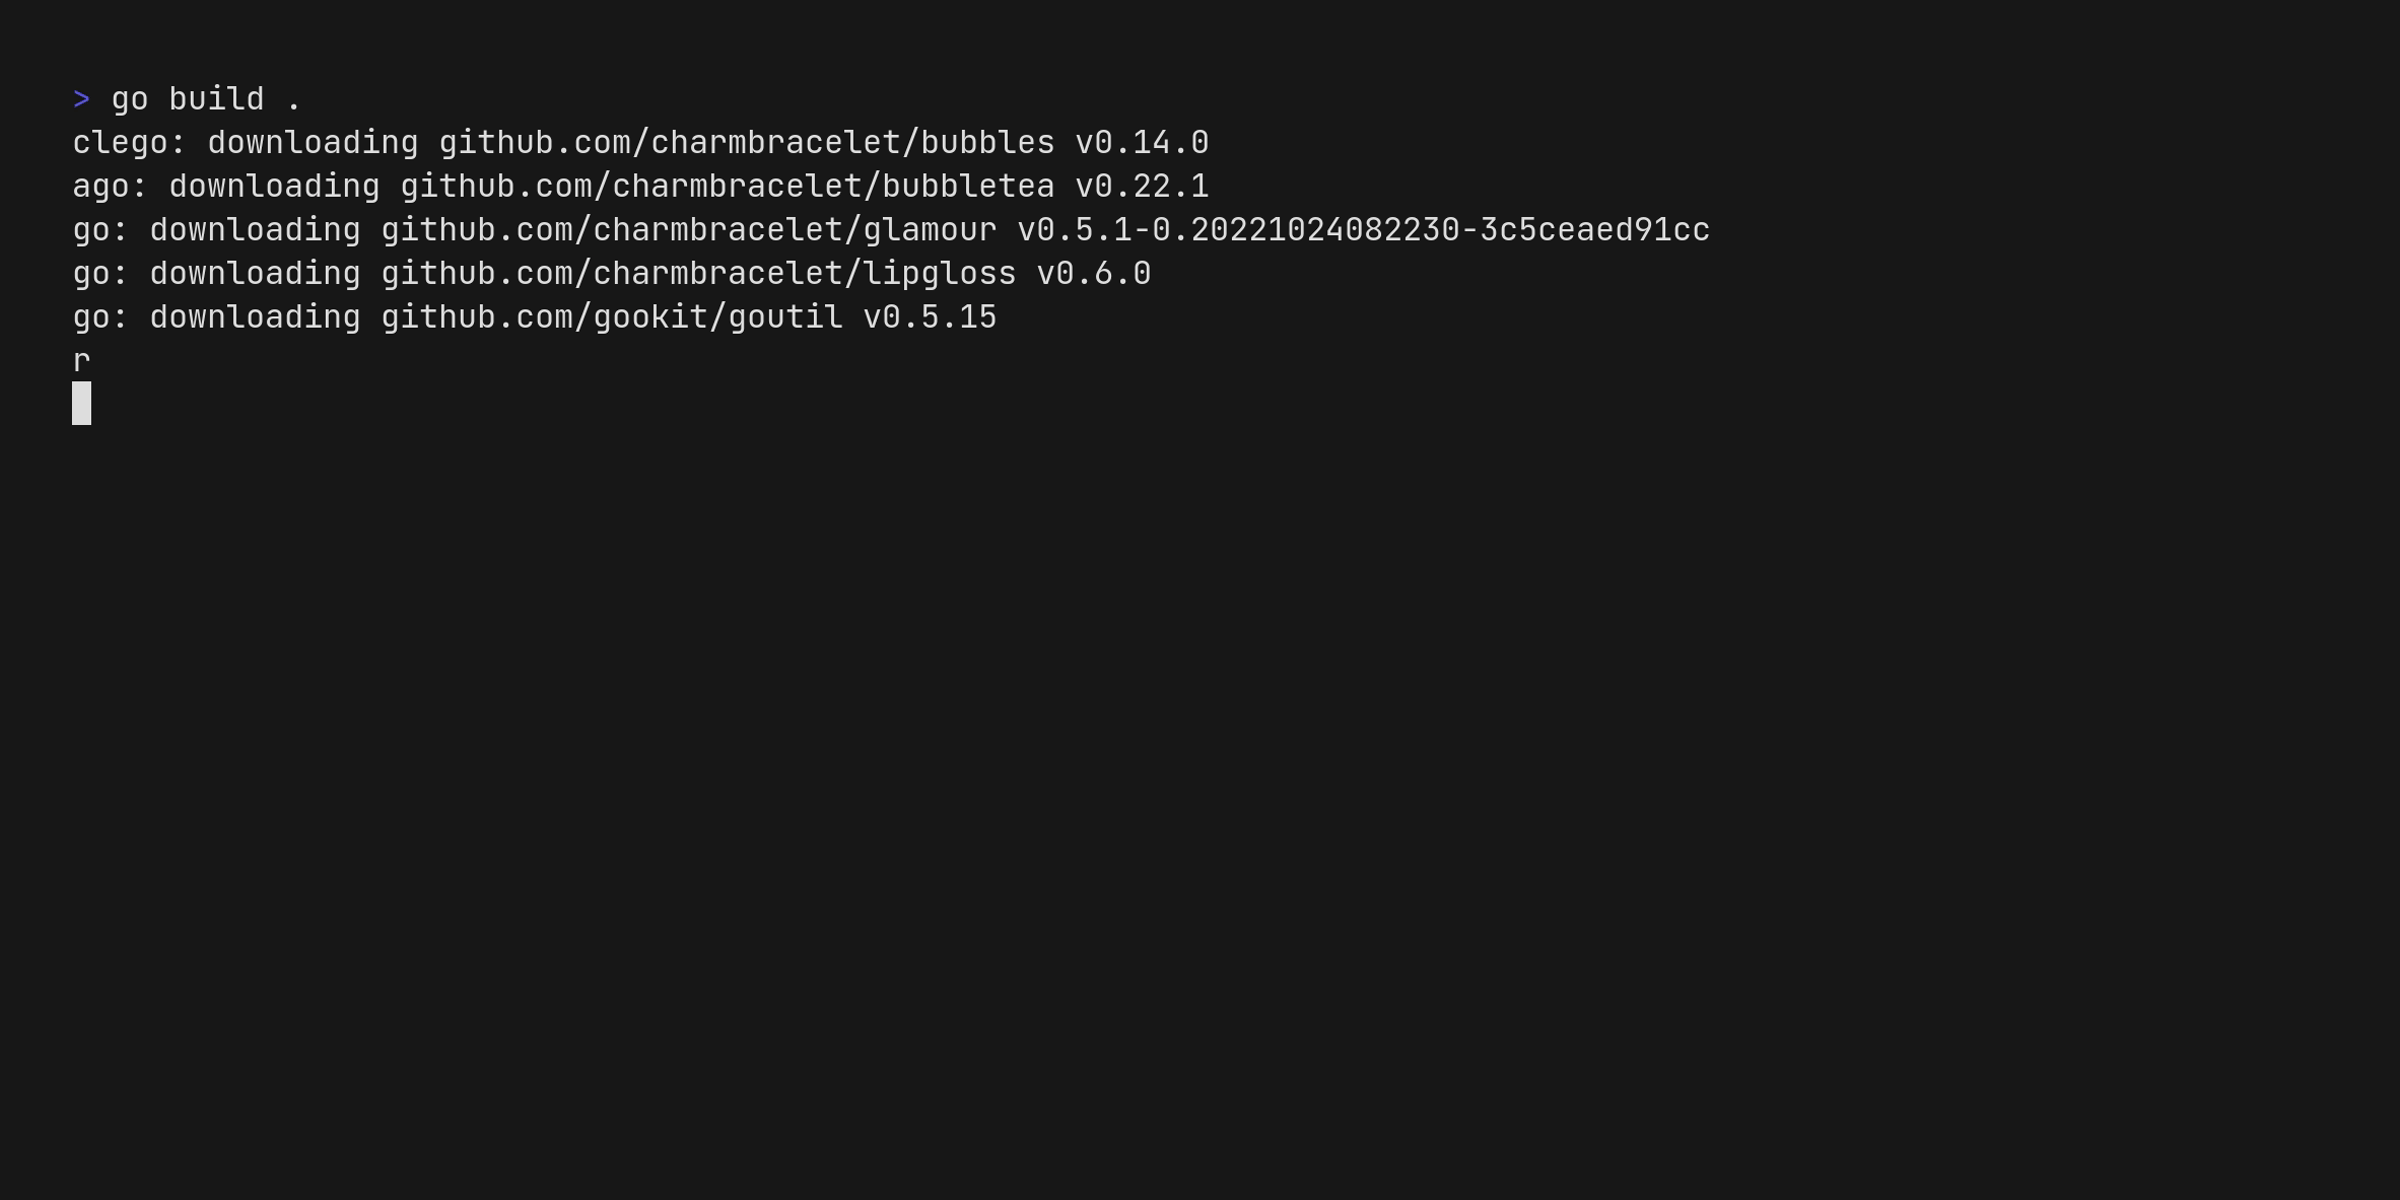 > go build .
clego: downloading github.com/charmbracelet/bubbles v0.14.0
ago: downloading github.com/charmbracelet/bubbletea v0.22.1
go: downloading github.com/charmbracelet/glamour v0.5.1-0.20221024082230-3c5ceaed91cc
go: downloading github.com/charmbracelet/lipgloss v0.6.0
go: downloading github.com/gookit/goutil v0.5.15
r